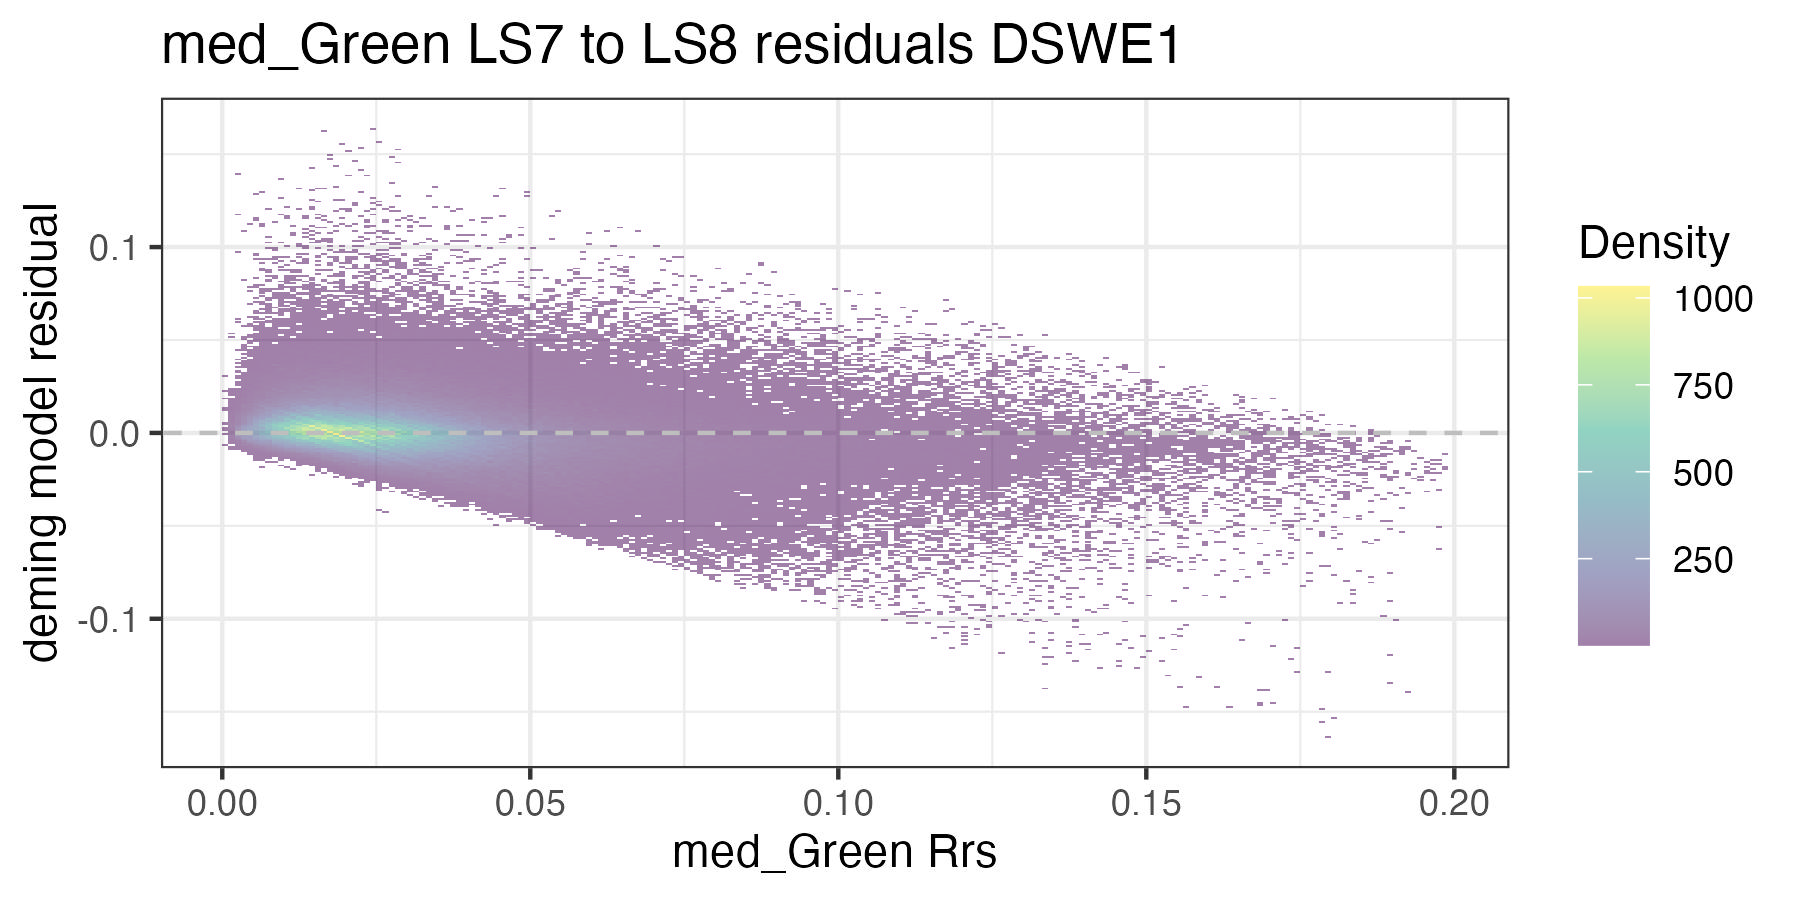 med_Green LS7 to LS8 residuals DSWE1
deming model residual
0.1
0.0
-0.1
0.00 0.05 0.10 0.15 0.20
med_Green Rrs
Density
1000
750
500
250